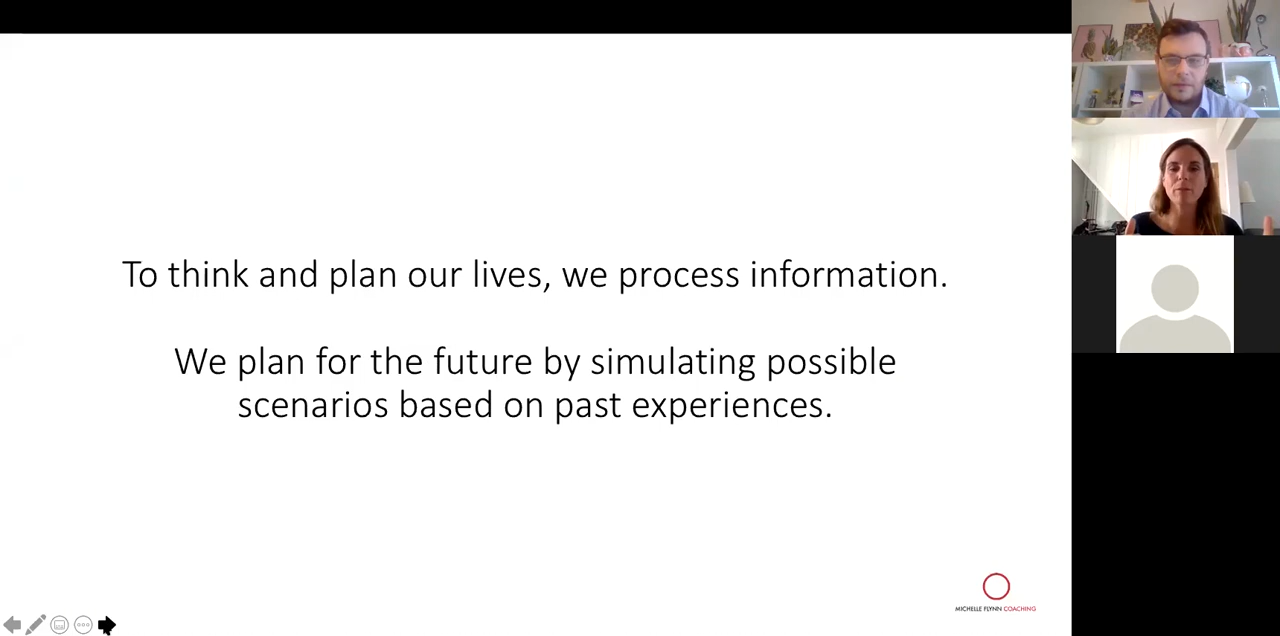 To think and plan our lives, we process information.
We plan for the future by simulating possible
scenarios based on past experiences.
MICHELLE FLYNN COACHING